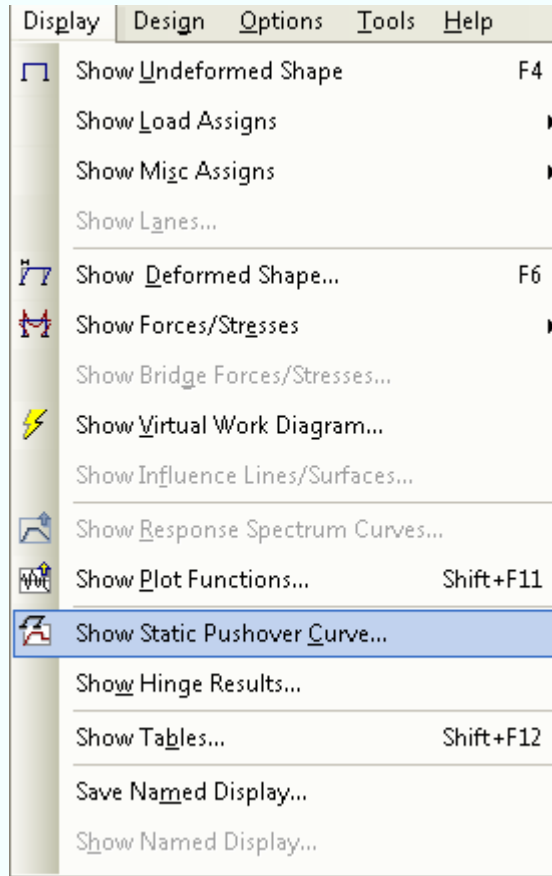 Display Design Options Tools Help
Show Undeformed Shape F4
Show Load Assigns
Show Misc Assigns
Show Lanes...
Show Deformed Shape... F6
Show Forces/Stresses
Show Bridge Forces/Stresses...
Show Virtual Work Diagram...
Show Influence Lines/Surfaces...
Show Response Spectrum Curves...
Show Plot Functions... Shift+F11
Show Static Pushover Curve...
Show Hinge Results...
Show Tables... Shift+F12
Save Named Display...
Show Named Display...